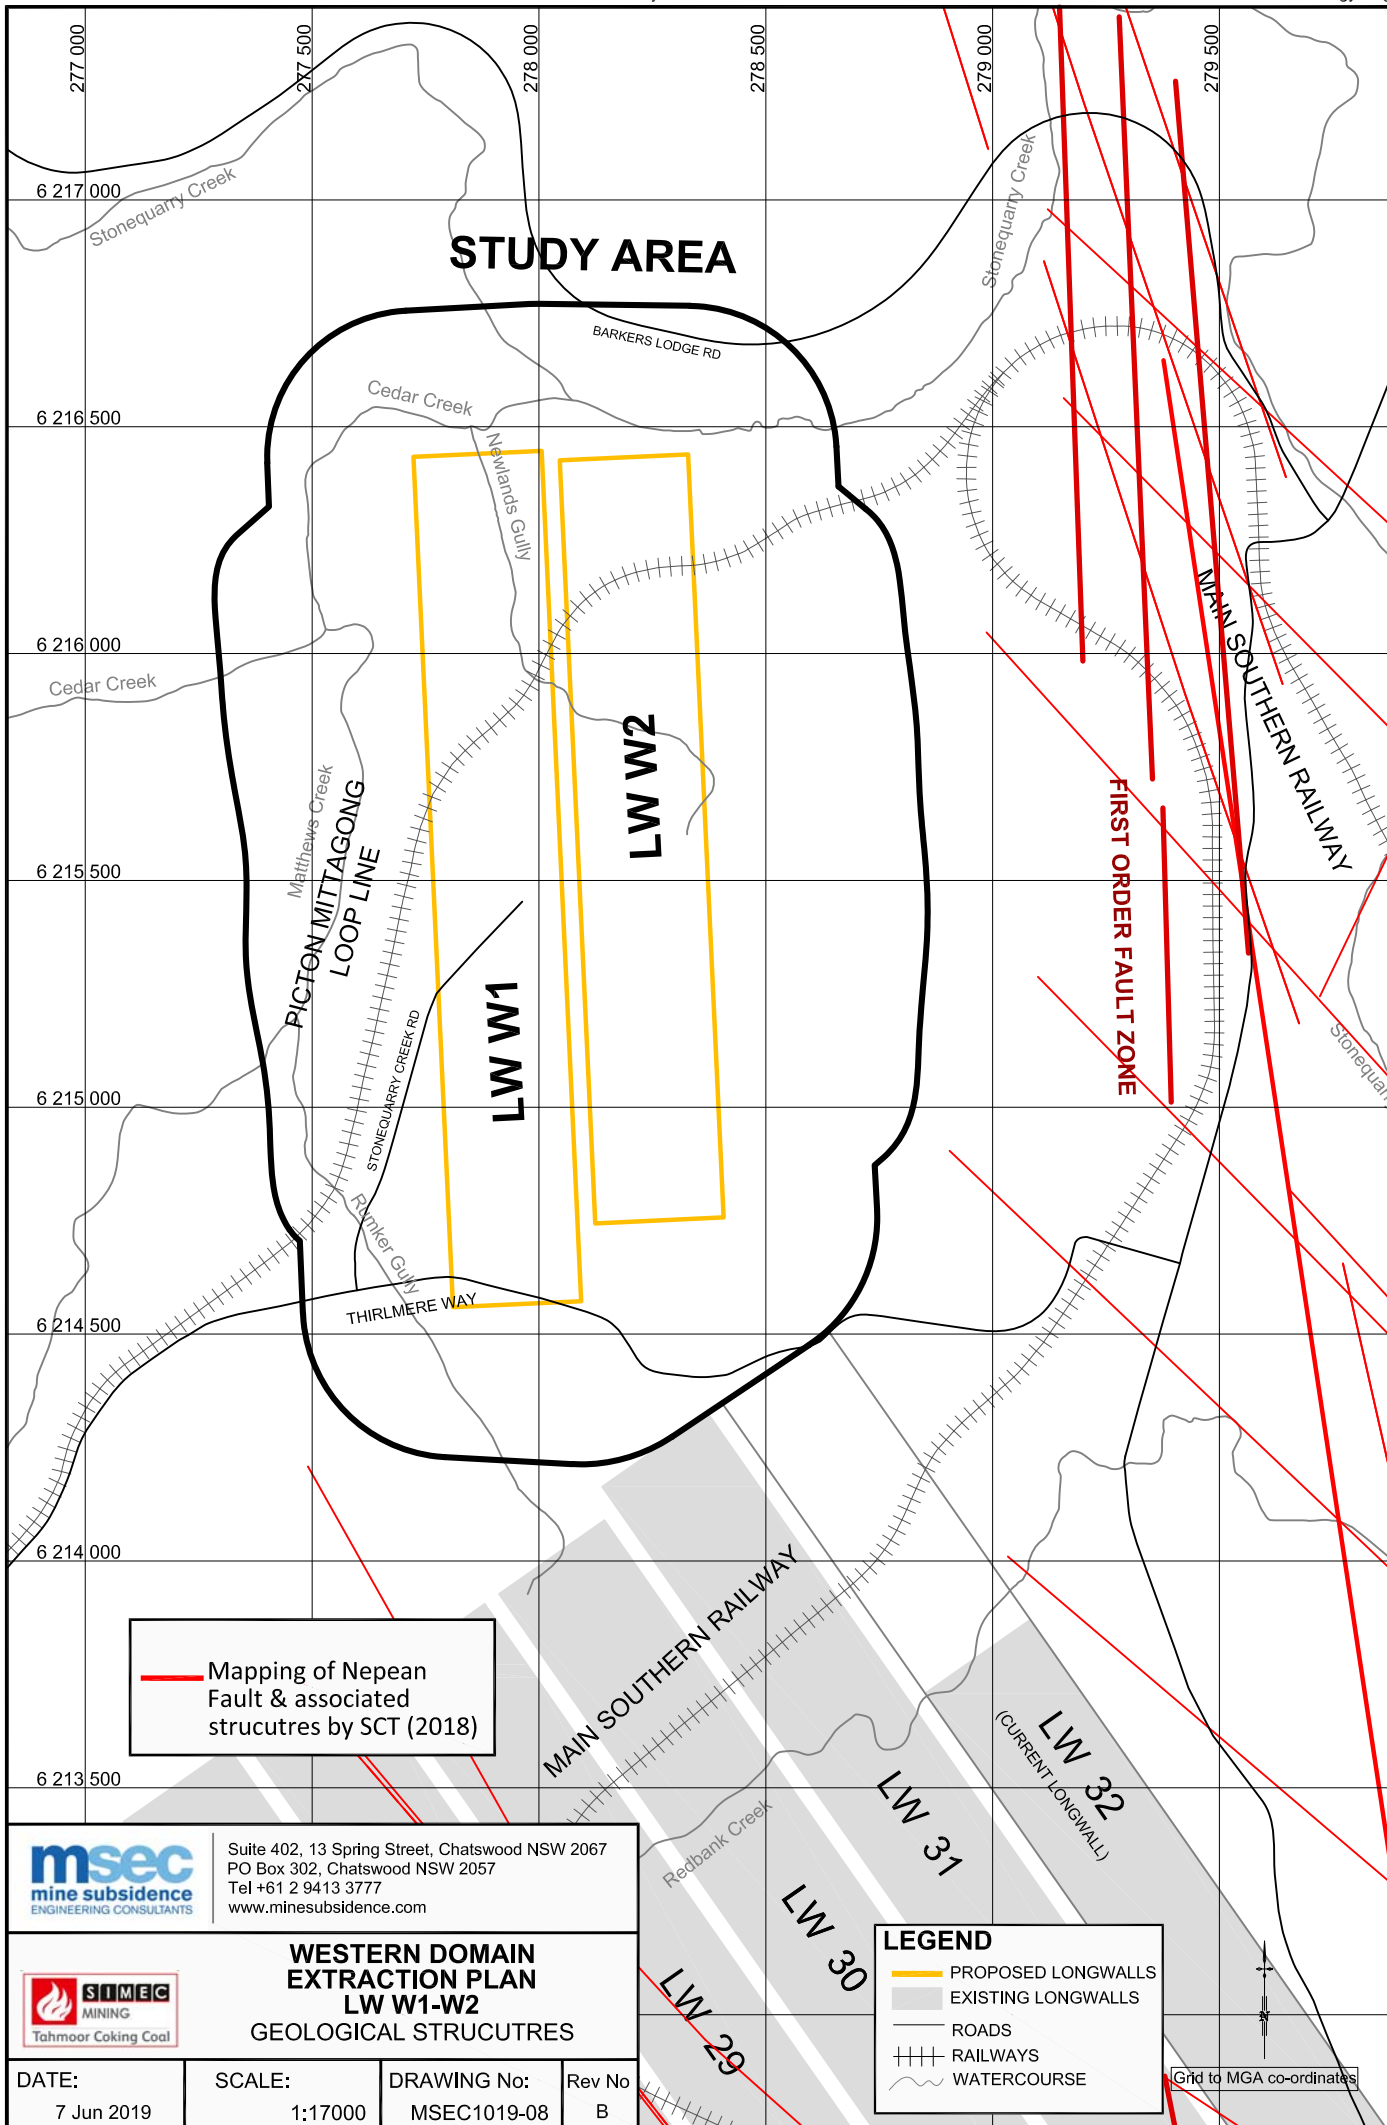 277 000
277 500
278 000
278 500
279 000
279 500
6 217 000
6 216 500
6 216 000
6 215 500
6 215 000
6 214 500
6 214 000
6 213 500
Stonequarry Creek
Stonequarry Creek
STUDY AREA
BARKERS LODGE RD
Cedar Creek
Newlands Gully
Cedar Creek
MAIN SOUTHERN RAILWAY
LW W2
Matthews Creek
PICTON MITTAGONG
LOOP LINE
FIRST ORDER FAULT ZONE
LW W1
STONEQUARRY CREEK RD
Stonequar
Rumker Gully
THIRLMERE WAY
MAIN SOUTHERN RAILWAY
Mapping of Nepean
Fault & associated
strucutres by SCT (2018)
LW 32
(CURRENT LONGWALL)
LW 31
Redbank Creek
LW 30
LW 29
msec
mine subsidence
ENGINEERING CONSULTANTS
Suite 402, 13 Spring Street, Chatswood NSW 2067
PO Box 302, Chatswood NSW 2057
Tel +61 2 9413 3777
www.minesubsidence.com
SIMEC
MINING
Tahmoor Coking Coal
WESTERN DOMAIN
EXTRACTION PLAN
LW W1-W2
GEOLOGICAL STRUCUTRES
DATE:
7 Jun 2019
SCALE:
1:17000
DRAWING No:
MSEC1019-08
Rev No
B
LEGEND
PROPOSED LONGWALLS
EXISTING LONGWALLS
ROADS
RAILWAYS
WATERCOURSE
N
Grid to MGA co-ordinates